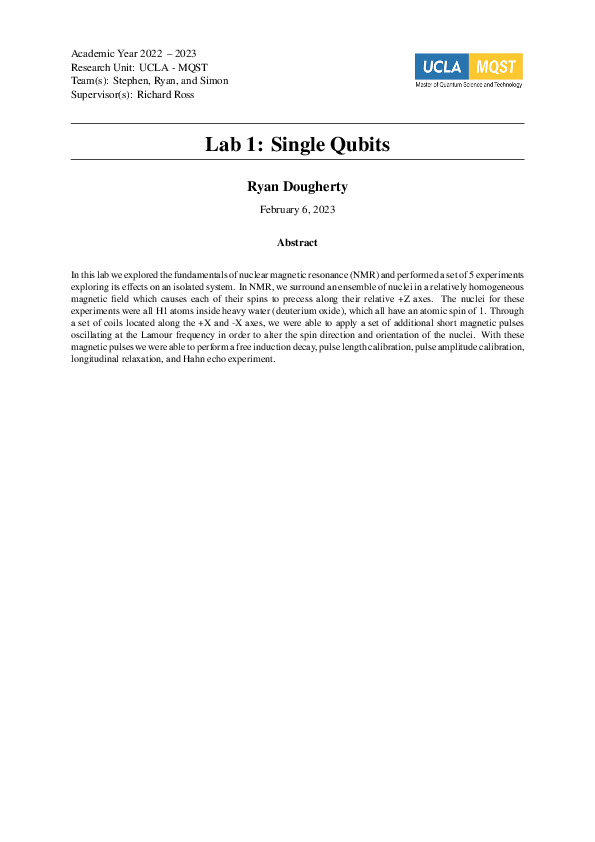 Academic Year 2022 – 2023
Research Unit: UCLA - MQST
Team(s): Stephen, Ryan, and Simon
Supervisor(s): Richard Ross
UCLA MQST
Master of Quantum Science and Technology
Lab 1: Single Qubits
Ryan Dougherty
February 6, 2023
Abstract
In this lab we explored the fundamentals of nuclear magnetic resonance (NMR) and performed a set of 5 experiments
exploring its effects on an isolated system. In NMR, we surround an ensemble of nuclei in a relatively homogeneous
magnetic field which causes each of their spins to precess along their relative +Z axes. The nuclei for these
experiments were all H1 atoms inside heavy water (deuterium oxide), which all have an atomic spin of 1. Through
a set of coils located along the +X and -X axes, we were able to apply a set of additional short magnetic pulses
oscillating at the Lamour frequency in order to alter the spin direction and orientation of the nuclei. With these
magnetic pulses we were able to perform a free induction decay, pulse length calibration, pulse amplitude calibration,
longitudinal relaxation, and Hahn echo experiment.